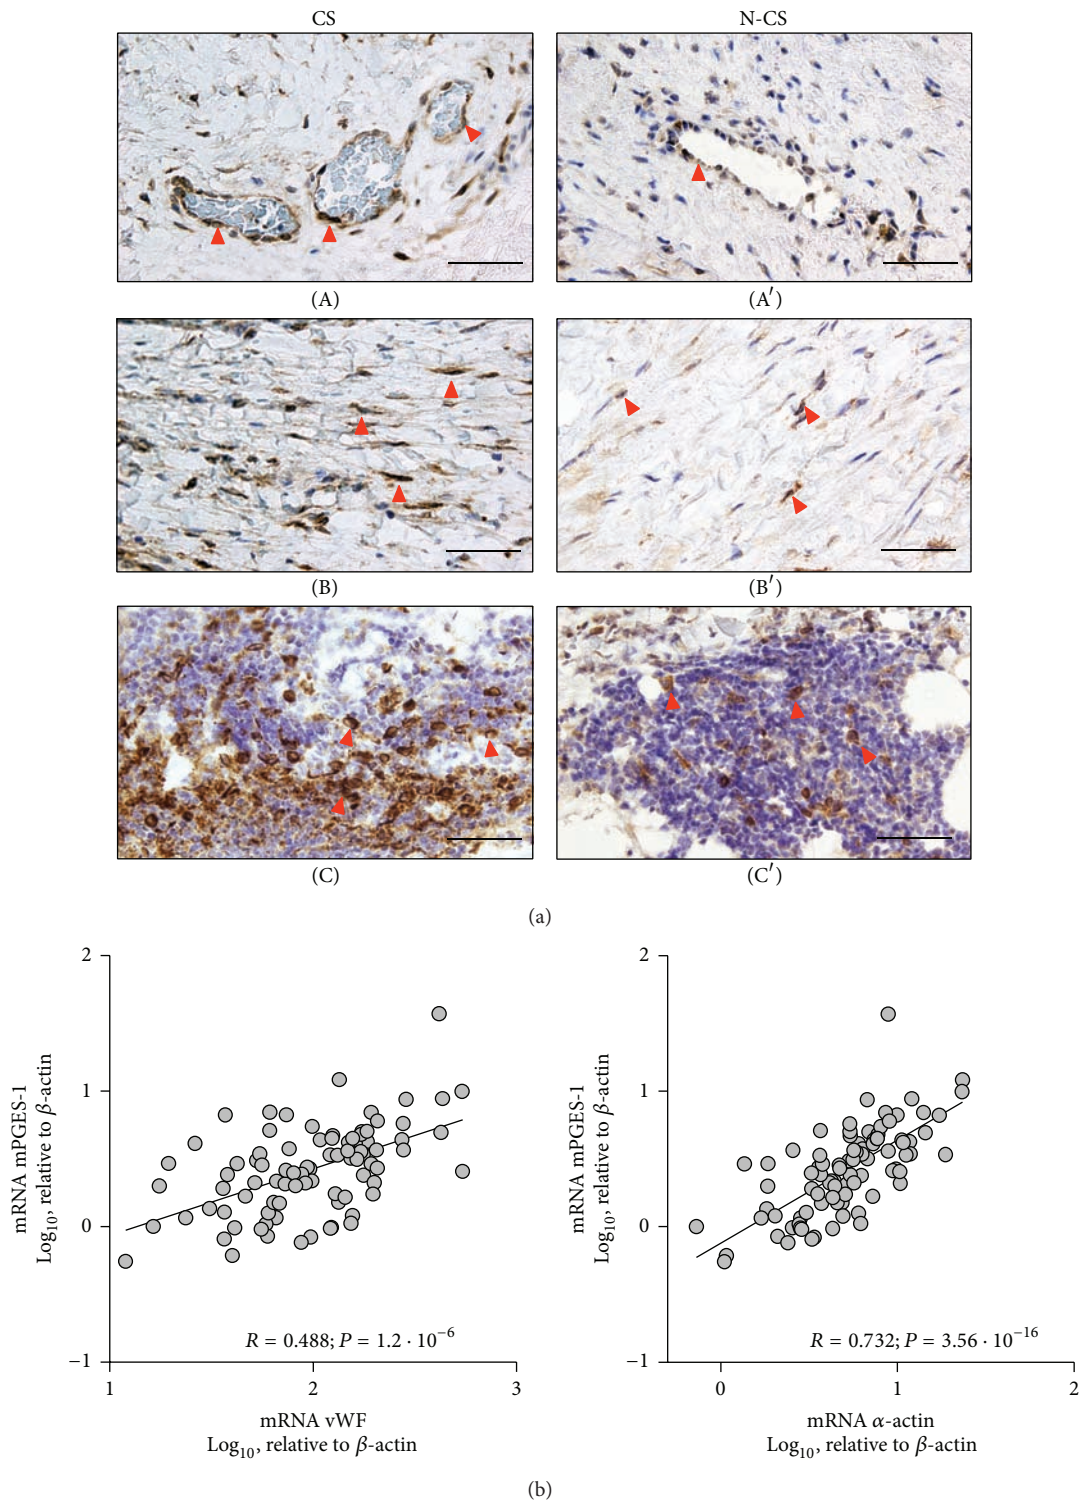 CS
N-CS
(A)
(A′)
(B)
(B′)
(C)
(C′)
(a)
2
1
0
−1
mRNA mPGES-1
Log10, relative to β-actin
R = 0.488; P = 1.2 · 10−6
1
2
3
mRNA vWF
Log10, relative to β-actin
2
1
0
−1
mRNA mPGES-1
Log10, relative to β-actin
R = 0.732; P = 3.56 · 10−16
0
1
2
mRNA α-actin
Log10, relative to β-actin
(b)